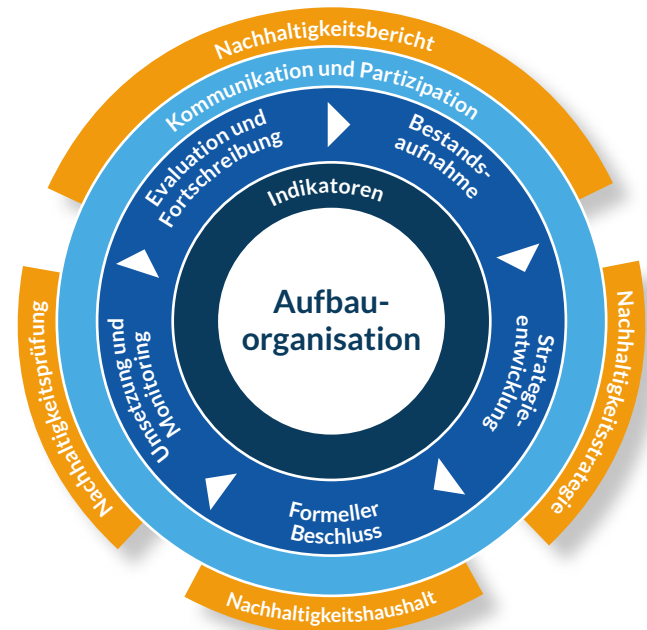 Nachhaltigkeitsbericht
Kommunikation und Partizipation
Bestands-
aufnahme
Strategie-
entwicklung
Formeller
Beschluss
Umsetzung und
Monitoring
Evaluation und
Fortschreibung
Indikatoren
Aufbau-
organisation
Nachhaltigkeitsstrategie
Nachhaltigkeitshaushalt
Nachhaltigkeitsprüfung